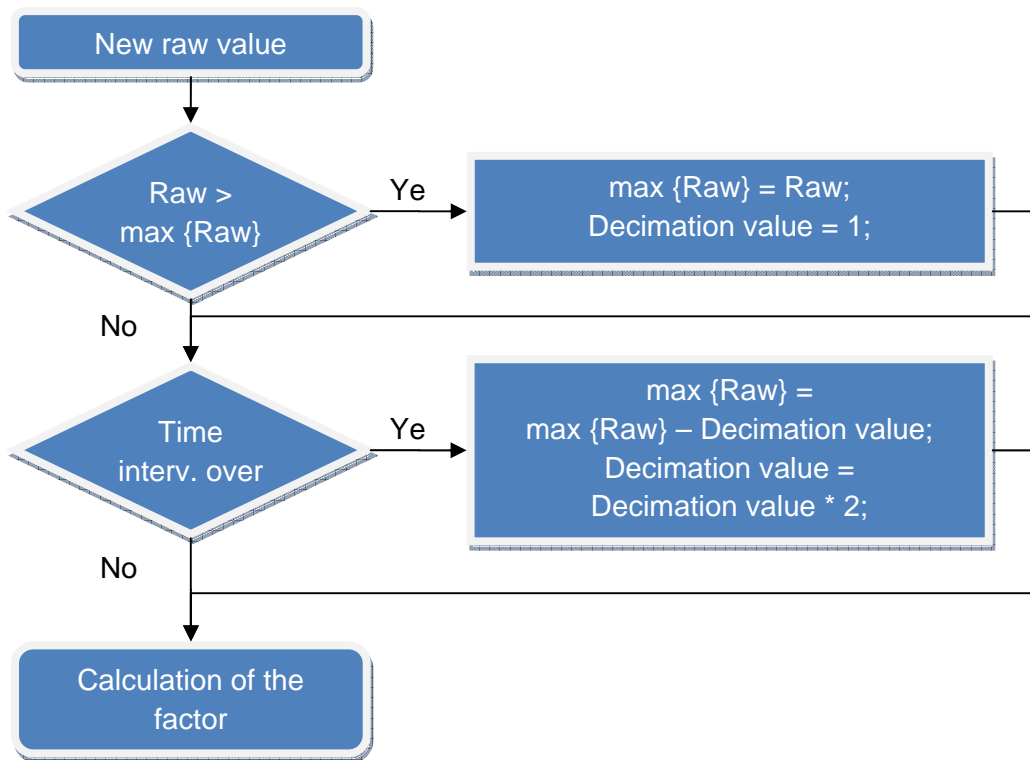 New raw value
Raw >
max {Raw}
Ye
max {Raw} = Raw;
Decimation value = 1;
No
Time
interv. over
Ye
max {Raw} =
max {Raw} – Decimation value;
Decimation value =
Decimation value * 2;
No
Calculation of the
factor